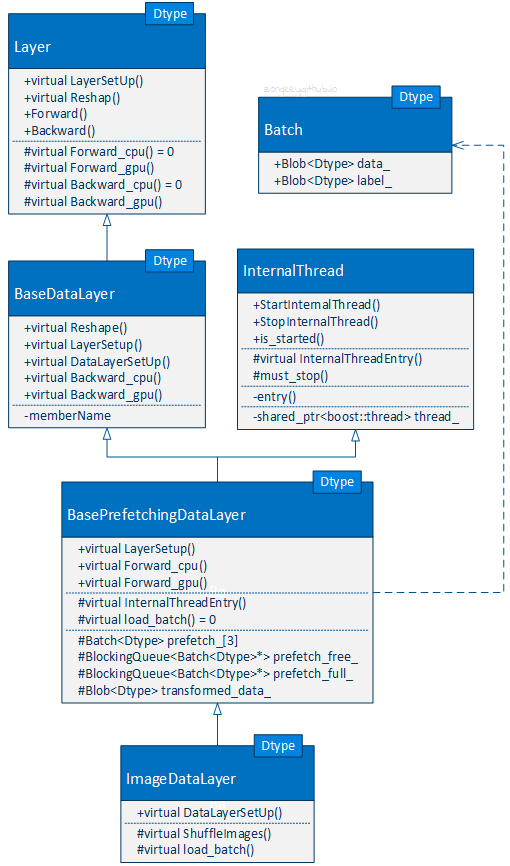 Dtype
Layer
+virtual LayerSetUp()
+virtual Reshap()
+Forward()
+Backward()
#virtual Forward_cpu() = 0
#virtual Forward_gpu()
#virtual Backward_cpu() = 0
#virtual Backward_gpu()
Dtype
Batch
+Blob<Dtype> data_
+Blob<Dtype> label_
Dtype
BaseDataLayer
+virtual Reshape()
+virtual LayerSetup()
+virtual DataLayerSetUp()
+virtual Backward_cpu()
+virtual Backward_gpu()
-memberName
InternalThread
+StartInternalThread()
+StopInternalThread()
+is_started()
#virtual InternalThreadEntry()
#must_stop()
-entry()
-shared_ptr<boost::thread> thread_
Dtype
BasePrefetchingDataLayer
+virtual LayerSetup()
+virtual Forward_cpu()
+virtual Forward_gpu()
#virtual InternalThreadEntry()
#virtual load_batch() = 0
#Batch<Dtype> prefetch_[3]
#BlockingQueue<Batch<Dtype>*> prefetch_free_
#BlockingQueue<Batch<Dtype>*> prefetch_full_
#Blob<Dtype> transformed_data_
Dtype
ImageDataLayer
+virtual DataLayerSetUp()
#virtual ShuffleImages()
#virtual load_batch()